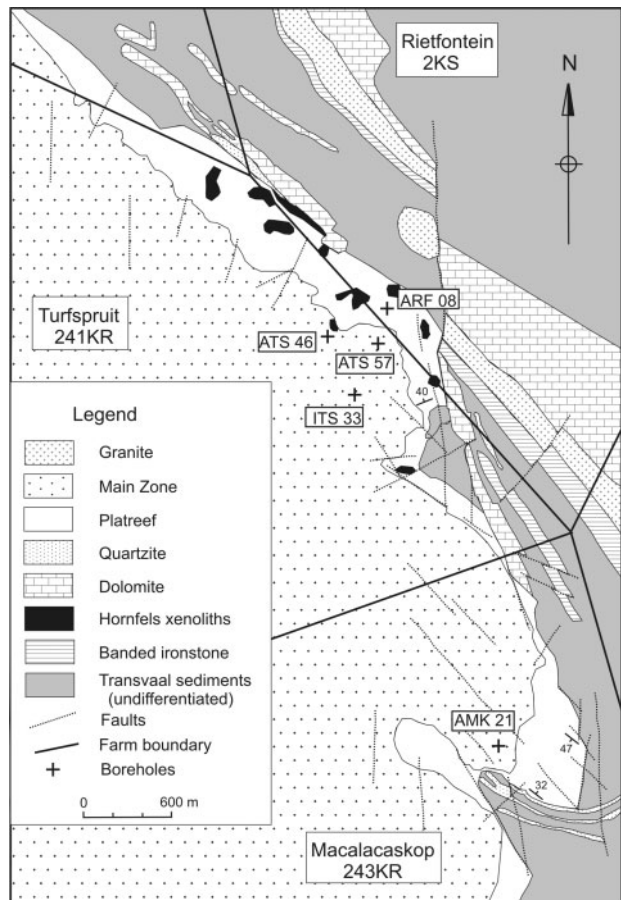 Rietfontein
2KS
N
ARF 08
Turfspruit
241KR
ATS 46
ATS 57
40
ITS 33
Legend
Granite
Main Zone
Platreef
Quartzite
Dolomite
Hornfels xenoliths
Banded ironstone
Transvaal sediments
(undifferentiated)
Faults
Farm boundary
Boreholes
0 600 m
AMK 21
47
32
Macalacaskop
243KR